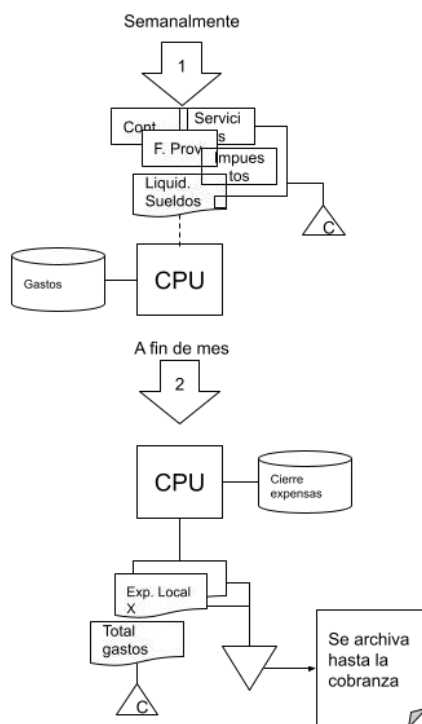 Semanalmente
1
Cont.
Servici
s
F. Prov
Impues
tos
Liquid.
Sueldos
C
Gastos
CPU
A fin de mes
2
CPU
Cierre
expensas
Exp. Local
X
Total
gastos
C
Se archiva
hasta la
cobranza